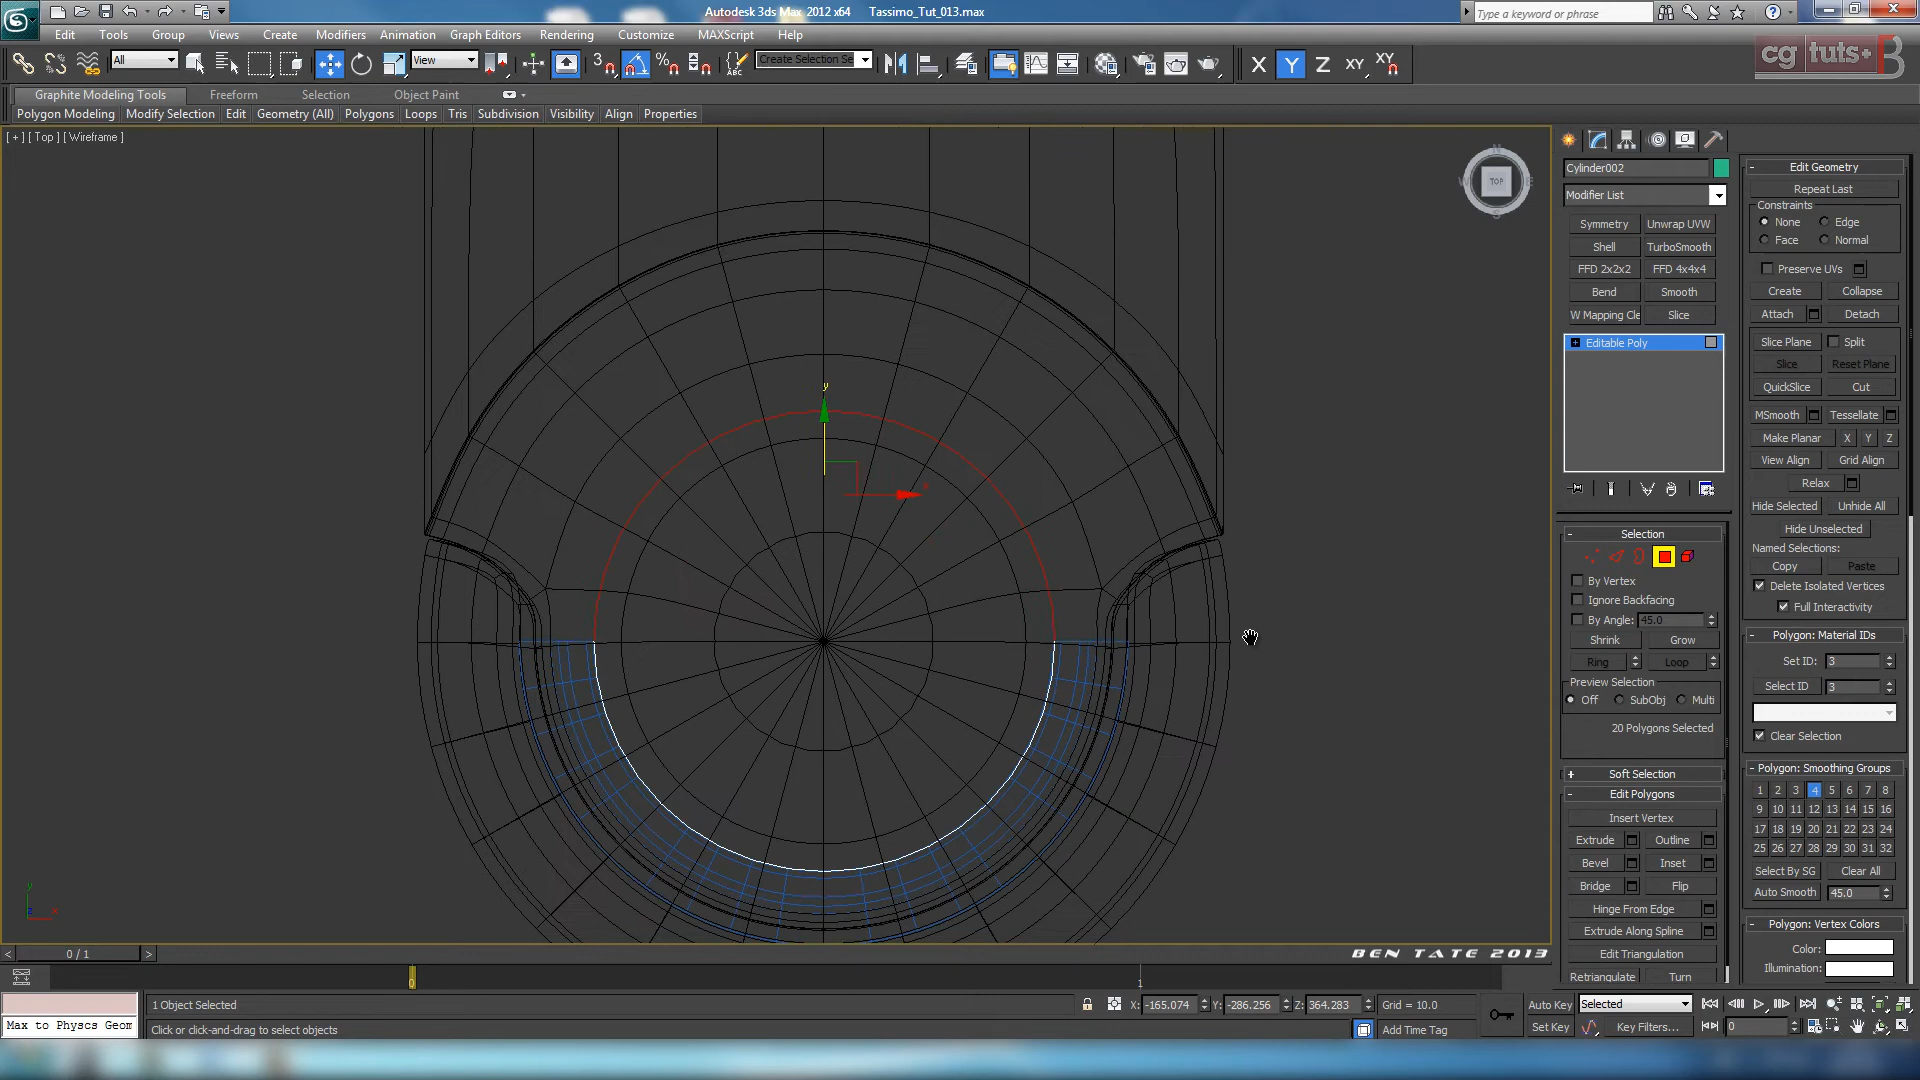 Autodesk 3ds Max 2012 x64 Tassimo_Tut_013.max
Type a keyword or phrase
Edit Tools Group Views Create Modifiers Animation Graph Editors Rendering Customize MAXScript Help
cg tuts+
All View 3 Create Selection Se X Y Z XY XY
Graphite Modeling Tools Freeform Selection Object Paint
Polygon Modeling Modify Selection Edit Geometry (All) Polygons Loops Tris Subdivision Visibility Align Properties
[ + ] [ Top ] [ Wireframe ]
TOP
y
Cylinder002
Modifier List
Symmetry Unwrap UVW
Shell TurboSmooth
FFD 2x2x2 FFD 4x4x4
Bend Smooth
W Mapping Cle Slice
Editable Poly
Selection
By Vertex
Ignore Backfacing
By Angle: 45.0
Shrink Grow
Ring Loop
Preview Selection
Off SubObj Multi
20 Polygons Selected
Soft Selection
Edit Polygons
Insert Vertex
Extrude Outline
Bevel Inset
Bridge Flip
Hinge From Edge
Extrude Along Spline
Edit Triangulation
Retriangulate Turn
Edit Geometry
Repeat Last
Constraints
None Edge
Face Normal
Preserve UVs
Create Collapse
Attach Detach
Slice Plane Split
Slice Reset Plane
QuickSlice Cut
MSmooth Tessellate
Make Planar X Y Z
View Align Grid Align
Relax
Hide Selected Unhide All
Hide Unselected
Named Selections:
Copy Paste
Delete Isolated Vertices
Full Interactivity
Polygon: Material IDs
Set ID: 3
Select ID 3
Clear Selection
Polygon: Smoothing Groups
1 2 3 4 5 6 7 8
9 10 11 12 13 14 15 16
17 18 19 20 21 22 23 24
25 26 27 28 29 30 31 32
Select By SG Clear All
Auto Smooth 45.0
Polygon: Vertex Colors
Color:
Illumination:
0 / 1
BEN TATE 2013
0 1
1 Object Selected X: -165.074 Y: -286.256 Z: 364.283 Grid = 10.0 Auto Key Selected
Max to Physcs Geom Click or click-and-drag to select objects Add Time Tag Set Key Key Filters... 0